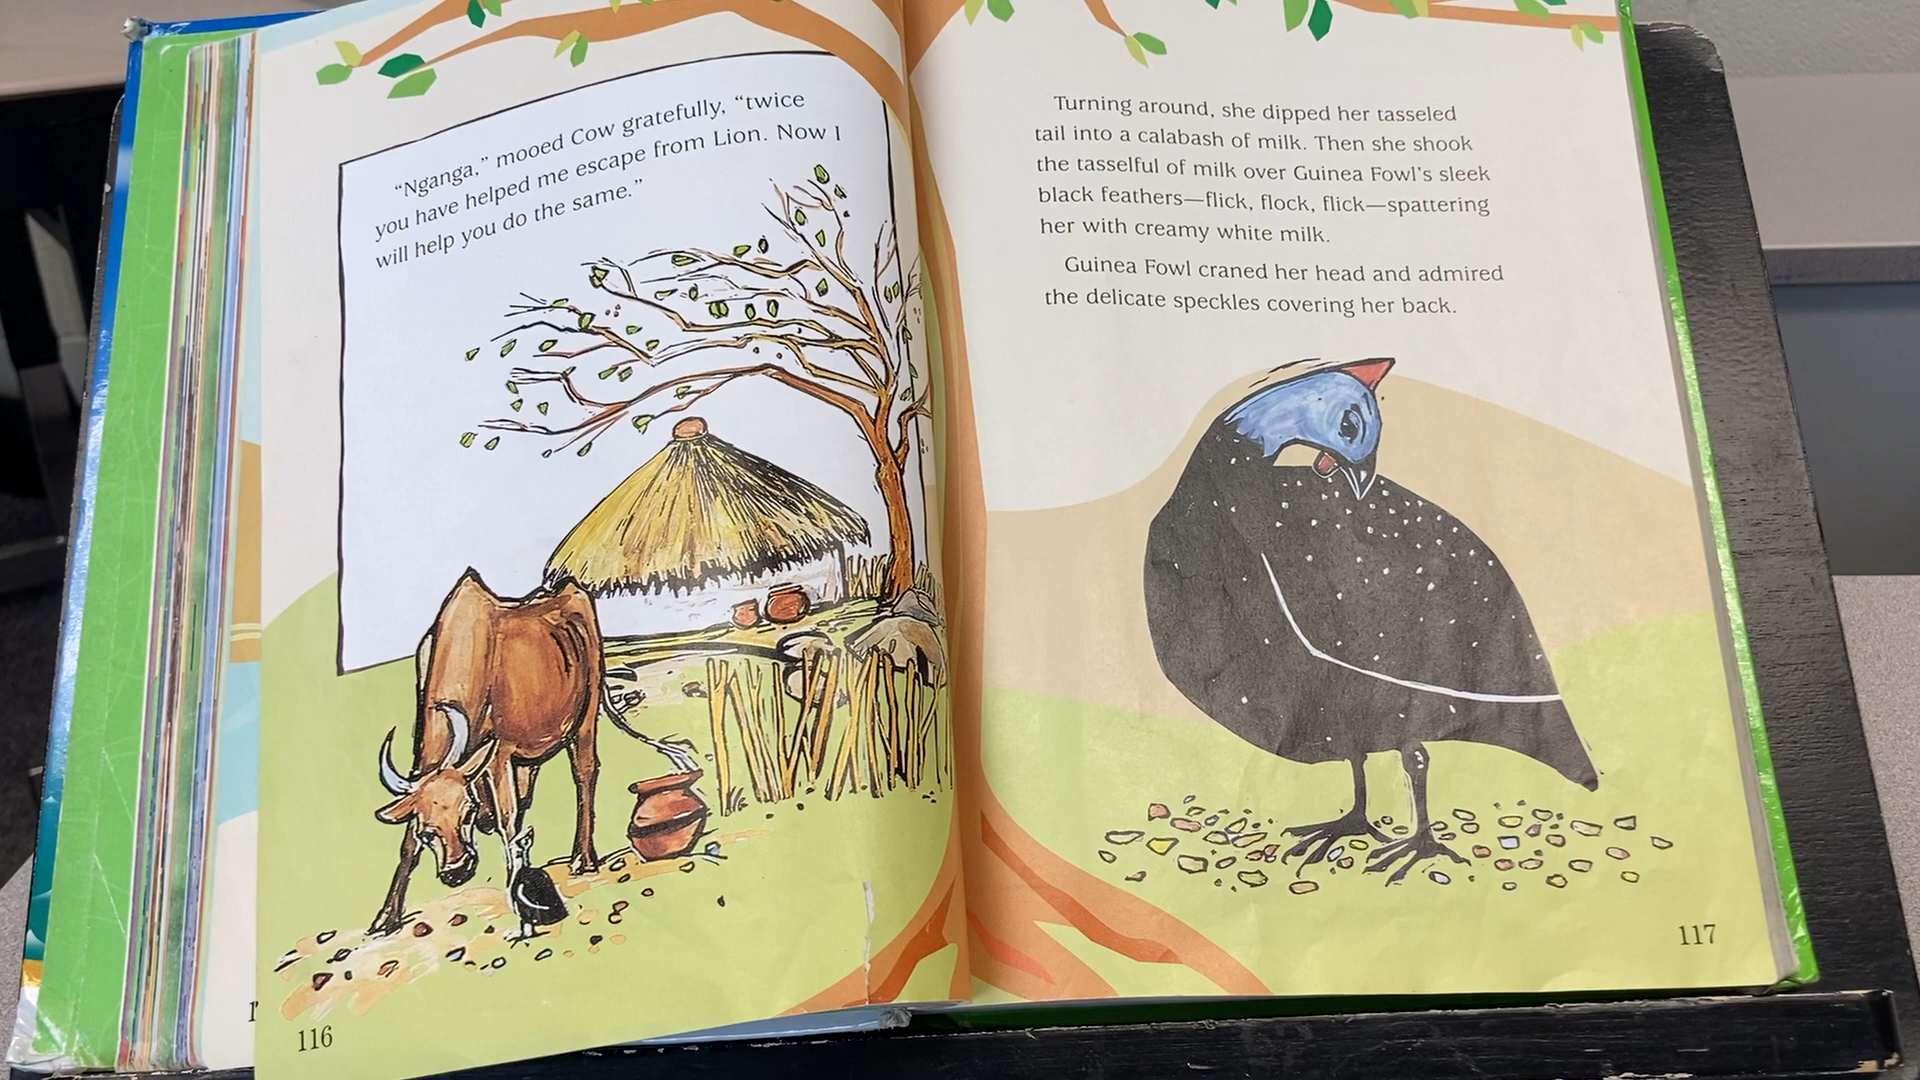 “Nganga,” mooed Cow gratefully, “twice
you have helped me escape from Lion. Now I
will help you do the same.”
116
Turning around, she dipped her tasseled
tail into a calabash of milk. Then she shook
the tasselful of milk over Guinea Fowl’s sleek
black feathers—flick, flock, flick—spattering
her with creamy white milk.
Guinea Fowl craned her head and admired
the delicate speckles covering her back.
117